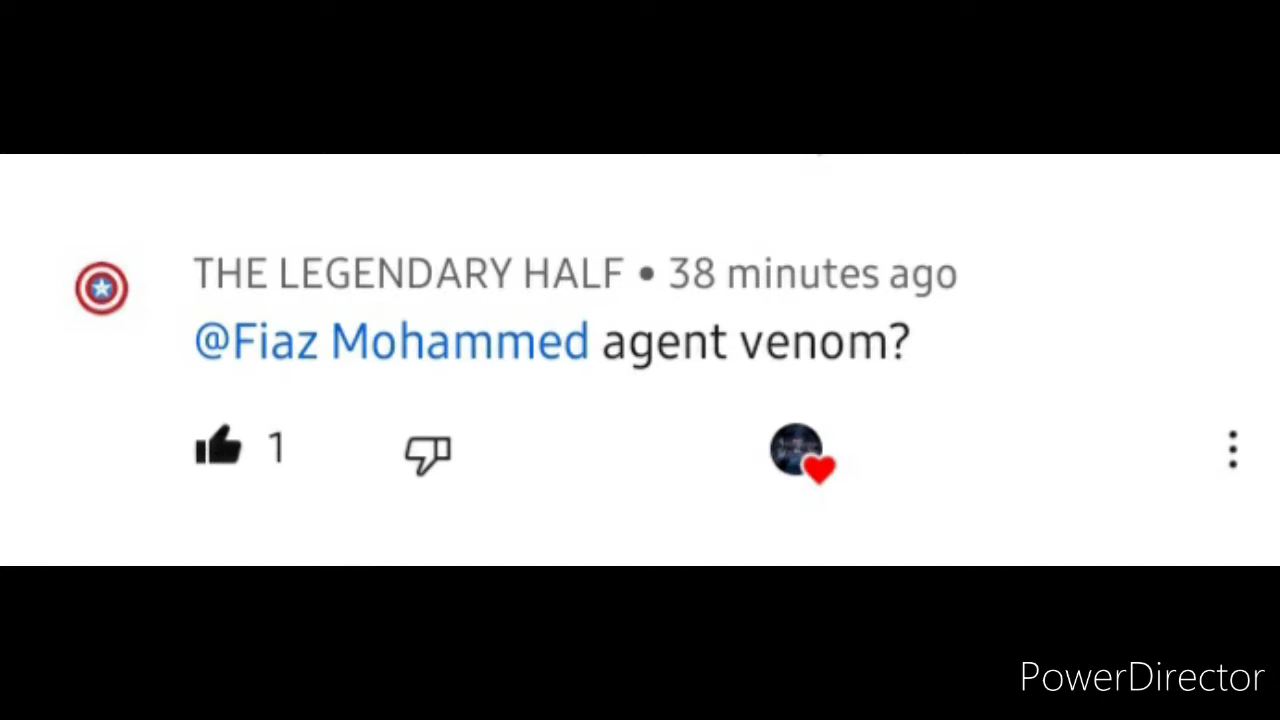 THE LEGENDARY HALF • 38 minutes ago
@Fiaz Mohammed agent venom?
1
PowerDirector